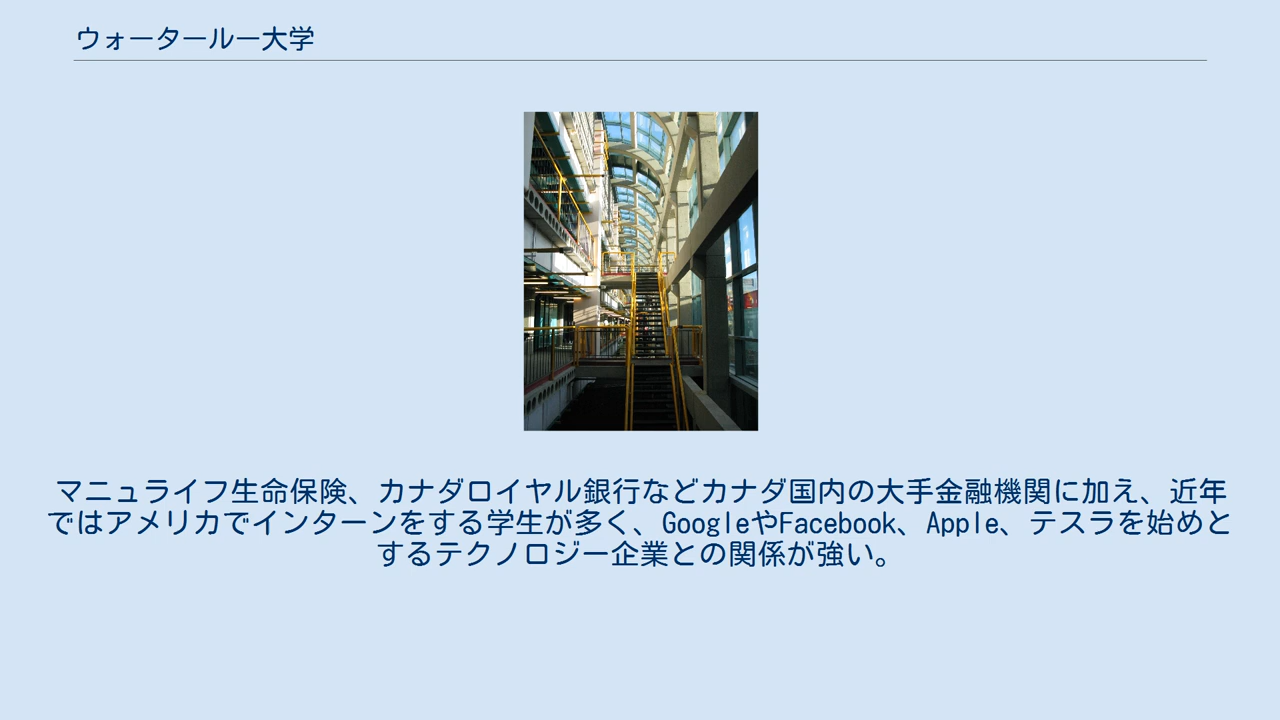 ウォータールー大学
マニュライフ生命保険、カナダロイヤル銀行などカナダ国内の大手金融機関に加え、近年
ではアメリカでインターンをする学生が多く、GoogleやFacebook、Apple、テスラを始めと
するテクノロジー企業との関係が強い。